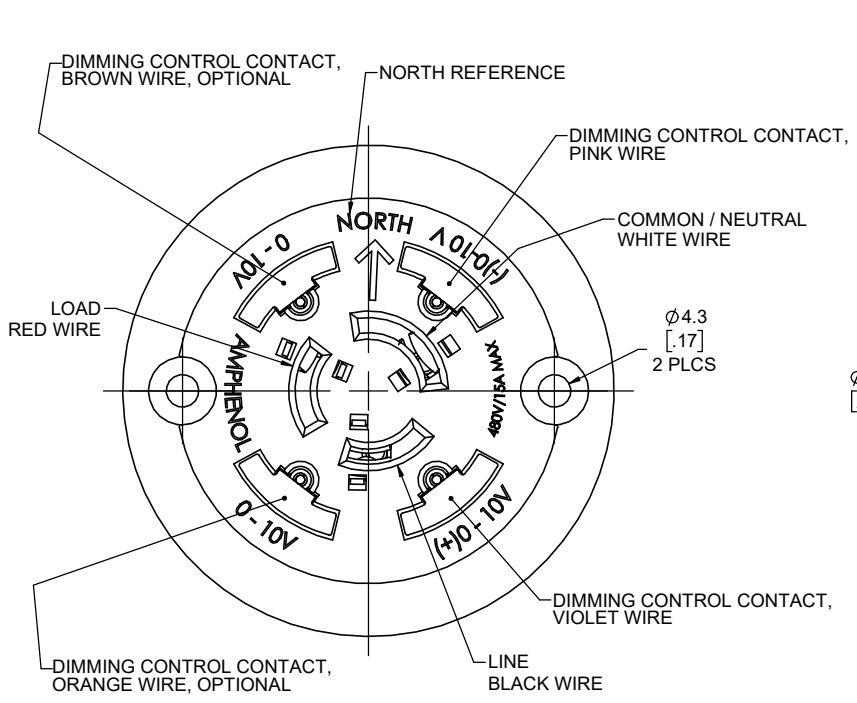 DIMMING CONTROL CONTACT,
BROWN WIRE, OPTIONAL
NORTH REFERENCE
DIMMING CONTROL CONTACT,
PINK WIRE
COMMON / NEUTRAL
WHITE WIRE
NORTH
0 - 10V
(-)0-10 V
LOAD
RED WIRE
Ø4.3
[.17]
2 PLCS
Ø
[
AMPHENOL
480V/15A MAX
0 - 10V
(+)0 - 10V
DIMMING CONTROL CONTACT,
VIOLET WIRE
LINE
BLACK WIRE
DIMMING CONTROL CONTACT,
ORANGE WIRE, OPTIONAL